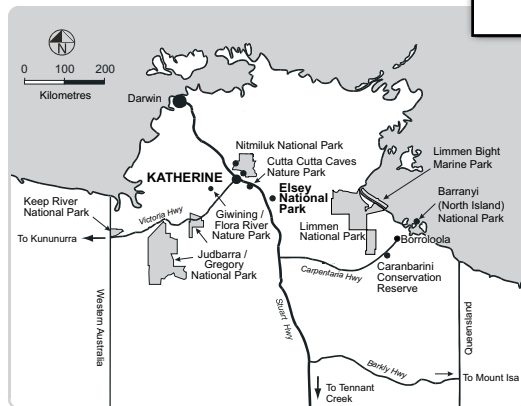 N
0 100 200
Kilometres
Darwin
Nitmiluk National Park
Cutta Cutta Caves
Nature Park
Limmen Bight
Marine Park
KATHERINE
Elsey
National
Park
Barranyi
(North Island)
National Park
Keep River
National Park
Victoria Hwy
Giwining /
Flora River
Nature Park
Limmen
National Park
To Kununurra
Borroloola
Judbarra /
Gregory
National Park
Carpentaria Hwy
Caranbarini
Conservation
Reserve
Western Australia
Stuart Hwy
Queensland
Barkly Hwy
To Mount Isa
To Tennant
Creek